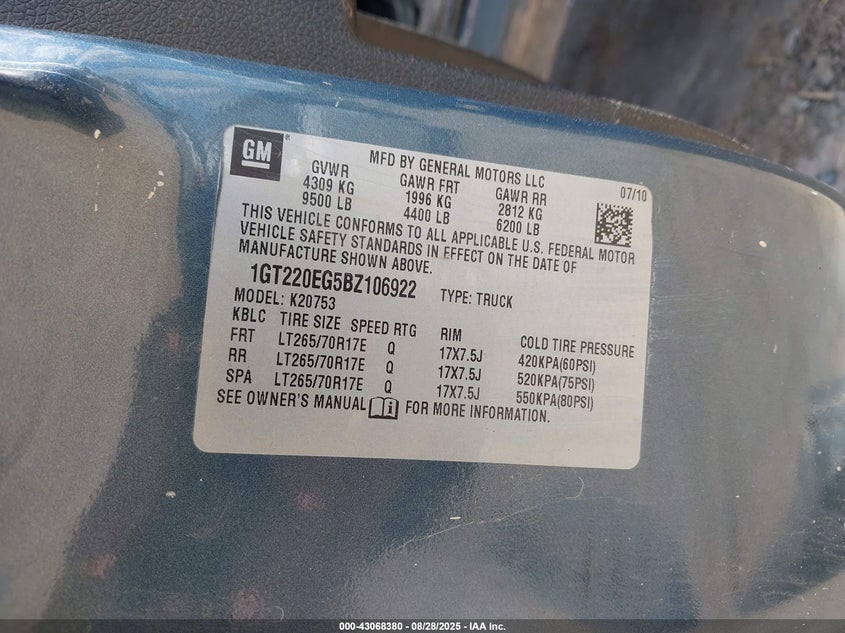 GM
MFD BY GENERAL MOTORS LLC 07/10
GVWR GAWR FRT GAWR RR
4309 KG 1996 KG 2812 KG
9500 LB 4400 LB 6200 LB
THIS VEHICLE CONFORMS TO ALL APPLICABLE U.S. FEDERAL MOTOR
VEHICLE SAFETY STANDARDS IN EFFECT ON THE DATE OF
MANUFACTURE SHOWN ABOVE.
1GT220EG5BZ106922 TYPE: TRUCK
MODEL: K20753
KBLC TIRE SIZE SPEED RTG RIM COLD TIRE PRESSURE
FRT LT265/70R17E Q 17X7.5J 420KPA(60PSI)
RR LT265/70R17E Q 17X7.5J 520KPA(75PSI)
SPA LT265/70R17E Q 17X7.5J 550KPA(80PSI)
SEE OWNER'S MANUAL FOR MORE INFORMATION.
000-43068380 | 08/28/2025 - IAA Inc.